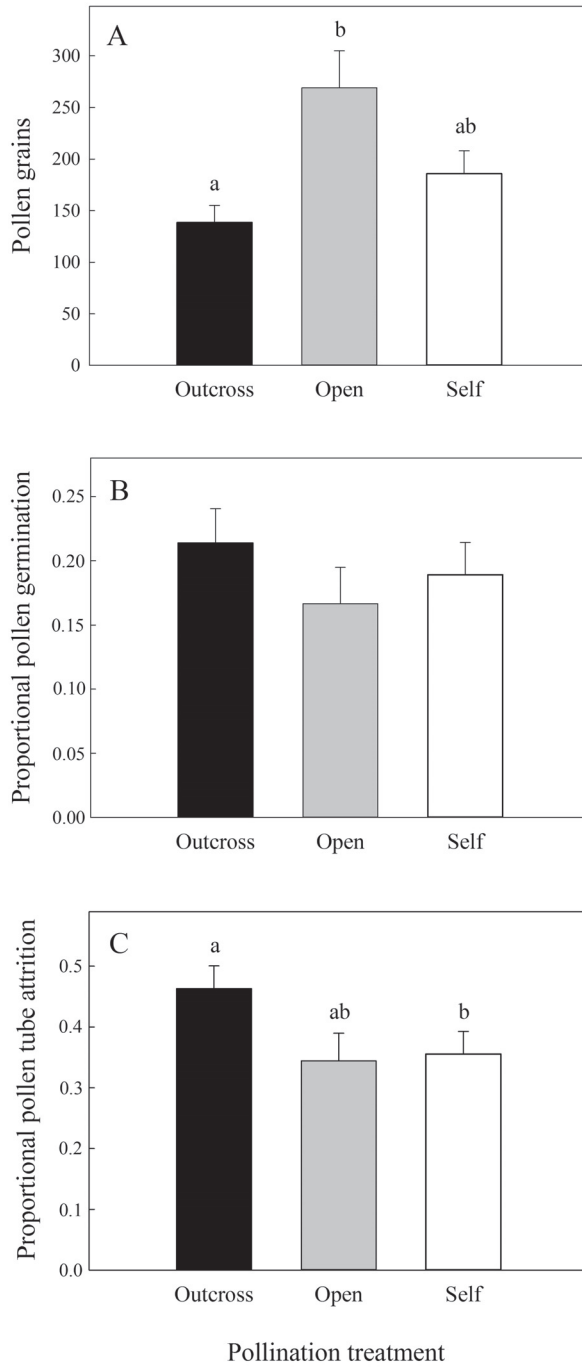 A
Pollen grains
300
250
200
150
100
50
0
a
b
ab
Outcross Open Self
B
Proportional pollen germination
0.25
0.20
0.15
0.10
0.05
0.00
Outcross Open Self
C
Proportional pollen tube attrition
0.5
0.4
0.3
0.2
0.1
0.0
a
ab
b
Outcross Open Self
Pollination treatment